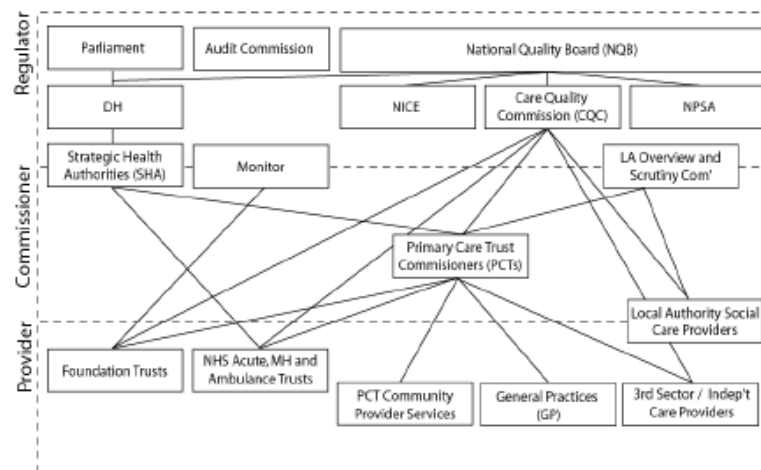 Regulator
Parliament
Audit Commission
National Quality Board (NQB)
DH
NICE
Care Quality
Commission (CQC)
NPSA
Strategic Health
Authorities (SHA)
Monitor
LA Overview and
Scrutiny Com'
Commissioner
Primary Care Trust
Commisioners (PCTs)
Local Authority Social
Care Providers
Provider
Foundation Trusts
NHS Acute, MH and
Ambulance Trusts
PCT Community
Provider Services
General Practices
(GP)
3rd Sector / Indep't
Care Providers